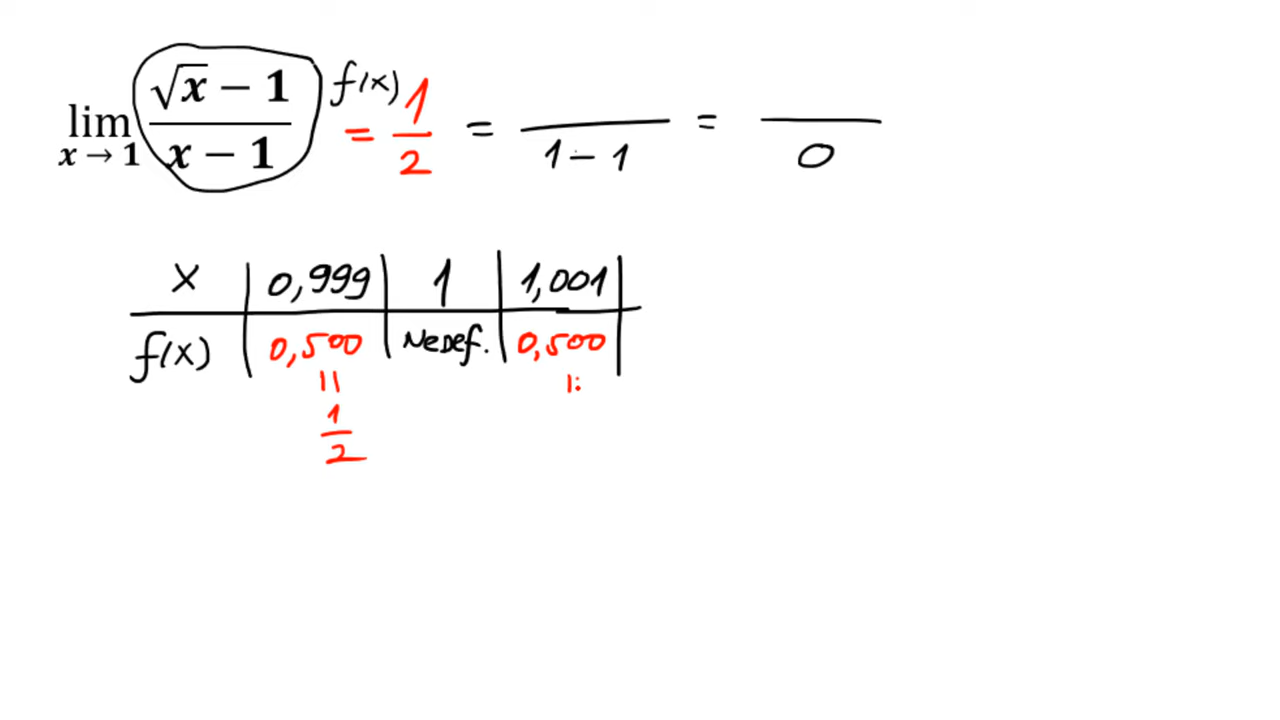 lim x → 1 (√x − 1)/(x − 1) f(x) = 1/2 = /(1 − 1) = /0
x | 0,999 | 1 | 1,001 |
f(x) | 0,500 | NeDef. | 0,500 |
||
1/2